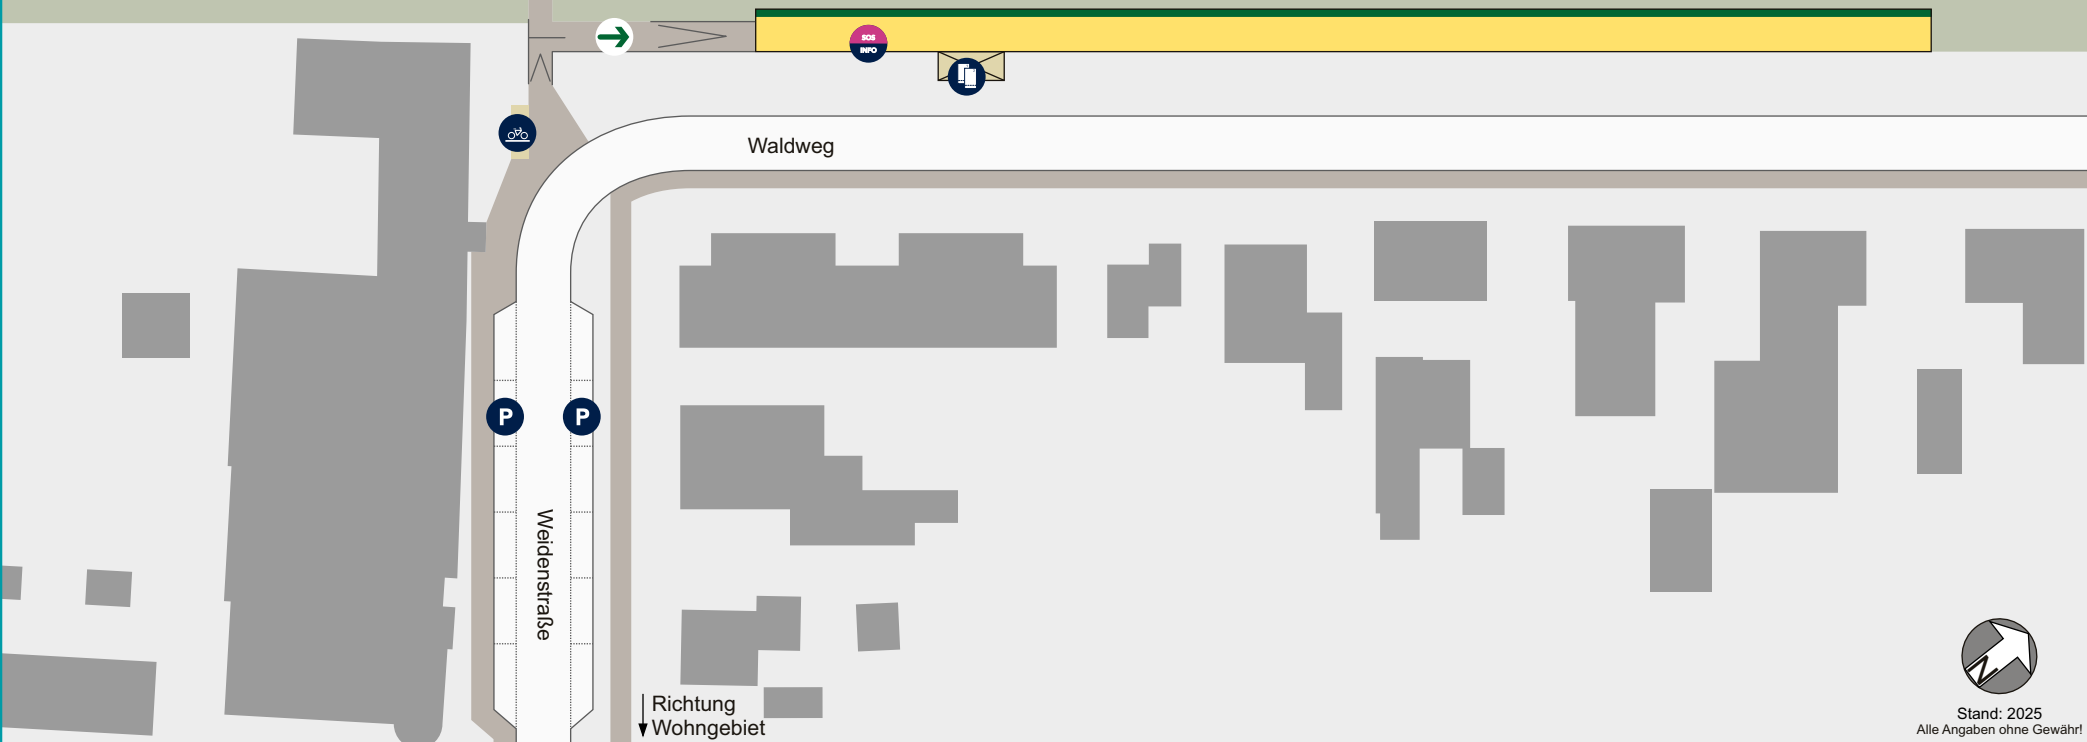 SOS
INFO
Waldweg
P
P
Weidenstraße
Richtung
Wohngebiet
N
Stand: 2025
Alle Angaben ohne Gewähr!